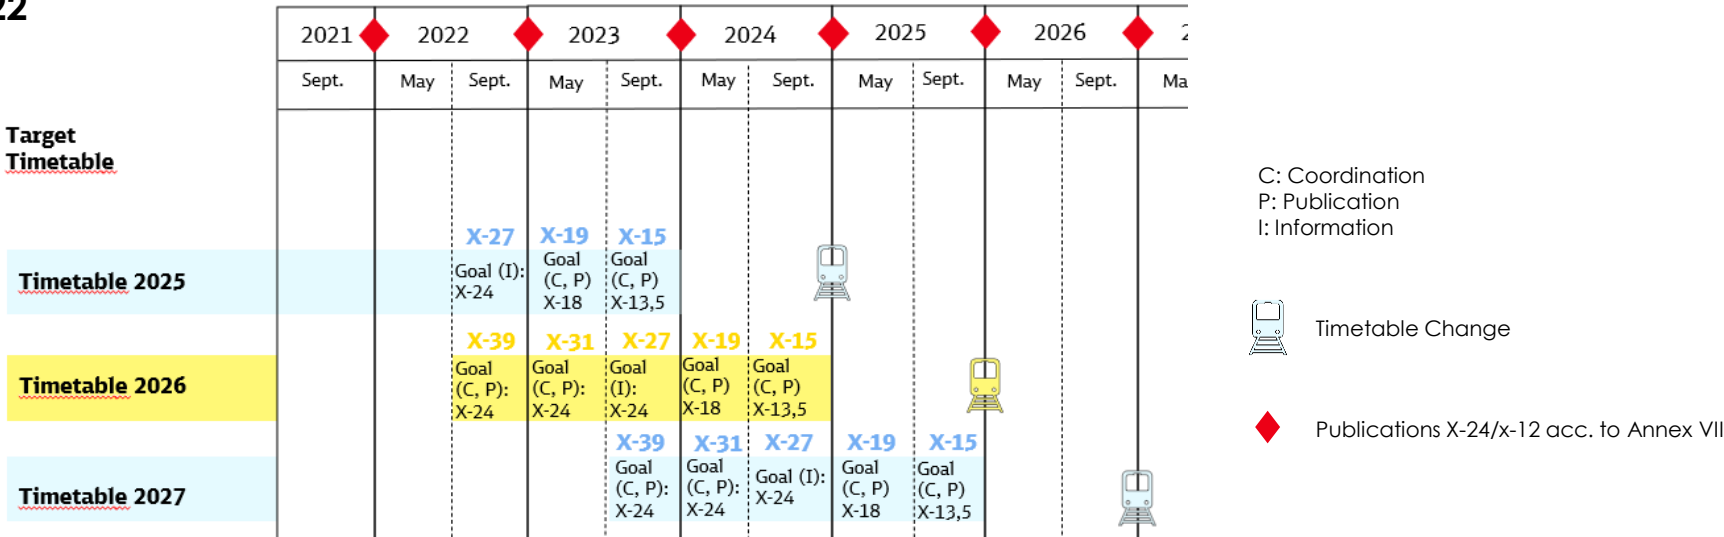 22
2021 2022 2023 2024 2025 2026
Sept. May Sept. May Sept. May Sept. May Sept. May Sept. Ma
Target
Timetable
C: Coordination
P: Publication
I: Information
X-27 X-19 X-15
Timetable 2025
Goal (I):
X-24
Goal
(C, P)
X-18
Goal
(C, P)
X-13,5
Timetable Change
X-39 X-31 X-27 X-19 X-15
Timetable 2026
Goal
(C, P):
X-24
Goal
(C, P):
X-24
Goal
(I):
X-24
Goal
(C, P)
X-18
Goal
(C, P)
X-13,5
Publications X-24/x-12 acc. to Annex VII
X-39 X-31 X-27 X-19 X-15
Timetable 2027
Goal
(C, P):
X-24
Goal
(C, P):
X-24
Goal (I):
X-24
Goal
(C, P)
X-18
Goal
(C, P)
X-13,5